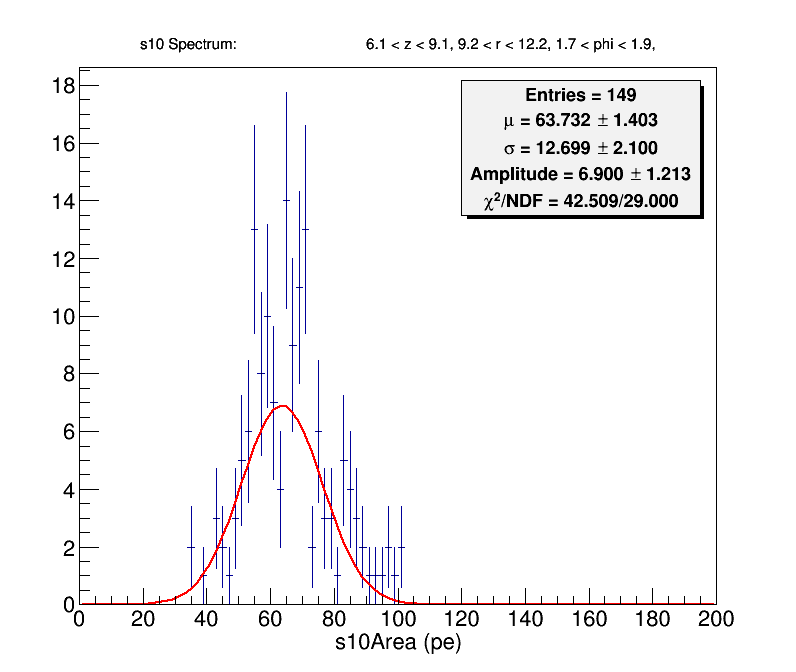 s10 Spectrum: 6.1 < z < 9.1, 9.2 < r < 12.2, 1.7 < phi < 1.9,
Entries = 149
μ = 63.732 ± 1.403
σ = 12.699 ± 2.100
Amplitude = 6.900 ± 1.213
χ²/NDF = 42.509/29.000
18
16
14
12
10
8
6
4
2
0
0 20 40 60 80 100 120 140 160 180 200
s10Area (pe)